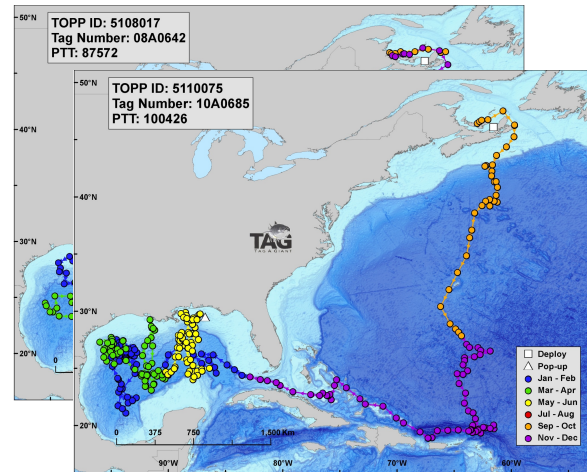 50°N
TOPP ID: 5108017
Tag Number: 08A0642
PTT: 87572
50°N
TOPP ID: 5110075
Tag Number: 10A0685
PTT: 100426
40°N
40°N
TAG
TAG A GIANT
30°N
30°N
20°N
Deploy
Pop-up
Jan - Feb
Mar - Apr
May - Jun
Jul - Aug
Sep - Oct
Nov - Dec
0
0 375 750 1,500 Km
20°N
90°W 80°W 70°W 60°W